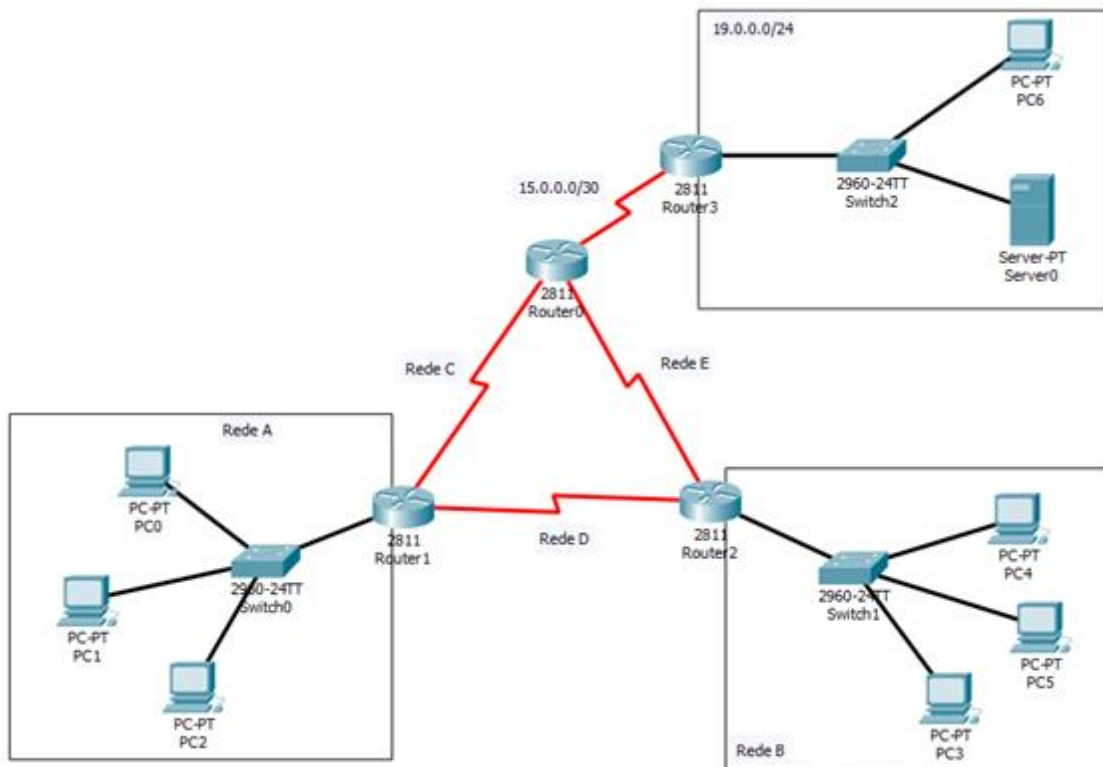 19.0.0.0/24
PC-PT
PC6
15.0.0.0/30
2811
Router3
2960-24TT
Switch2
Server-PT
Server0
2811
Router0
Rede C
Rede E
Rede A
PC-PT
PC0
2811
Router1
Rede D
2811
Router2
PC-PT
PC4
2960-24TT
Switch0
2960-24TT
Switch1
PC-PT
PC1
PC-PT
PC5
PC-PT
PC2
PC-PT
PC3
Rede B